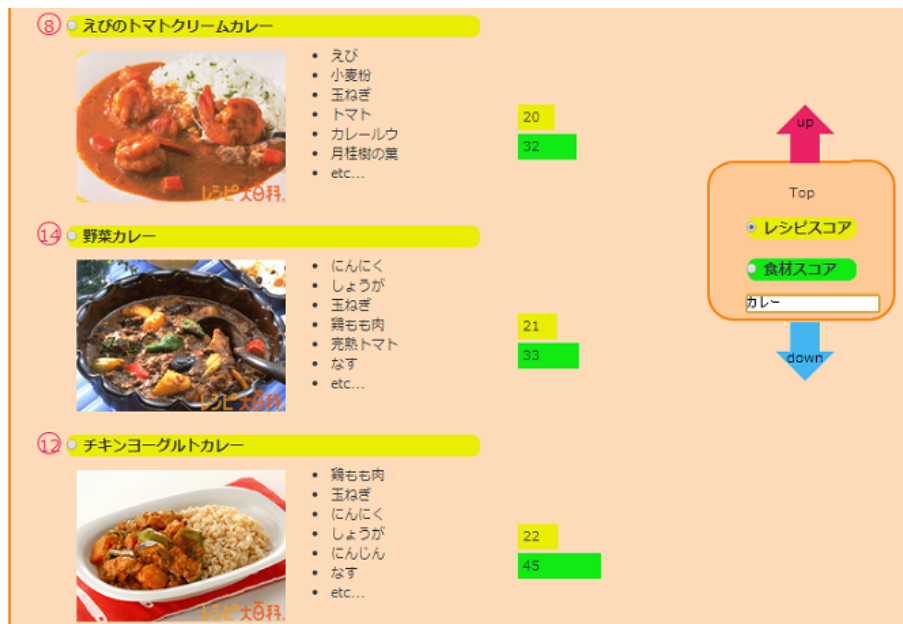 8 えびのトマトクリームカレー
えび
小麦粉
玉ねぎ
トマト
カレールウ
月桂樹の葉
etc...
20
32
レシピ大百科
14 野菜カレー
にんにく
しょうが
玉ねぎ
鶏もも肉
完熟トマト
なす
etc...
21
33
レシピ大百科
12 チキンヨーグルトカレー
鶏もも肉
玉ねぎ
にんにく
しょうが
にんじん
なす
etc...
22
45
レシピ大百科
up
Top
レシピスコア
食材スコア
カレー
down